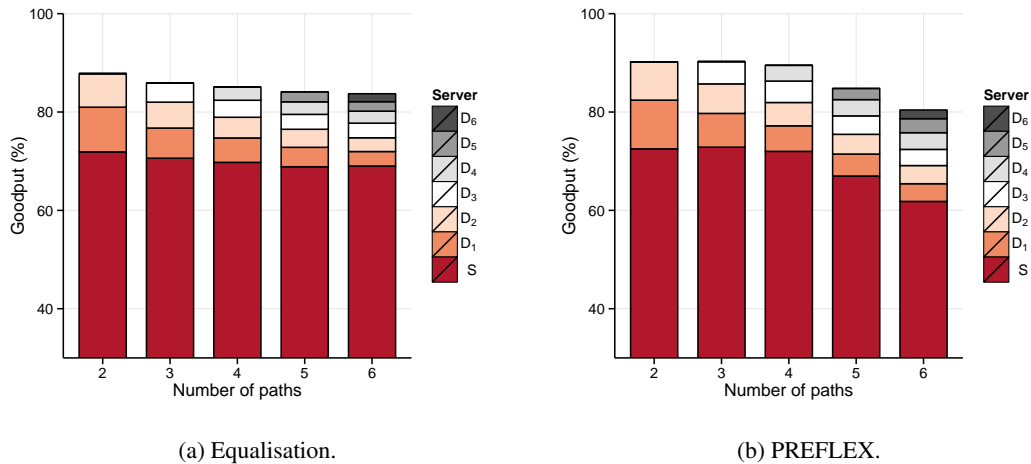 100
80
60
40
Goodput (%)
2 3 4 5 6
Number of paths
Server
D6
D5
D4
D3
D2
D1
S
(a) Equalisation.
100
80
60
40
Goodput (%)
2 3 4 5 6
Number of paths
Server
D6
D5
D4
D3
D2
D1
S
(b) PREFLEX.